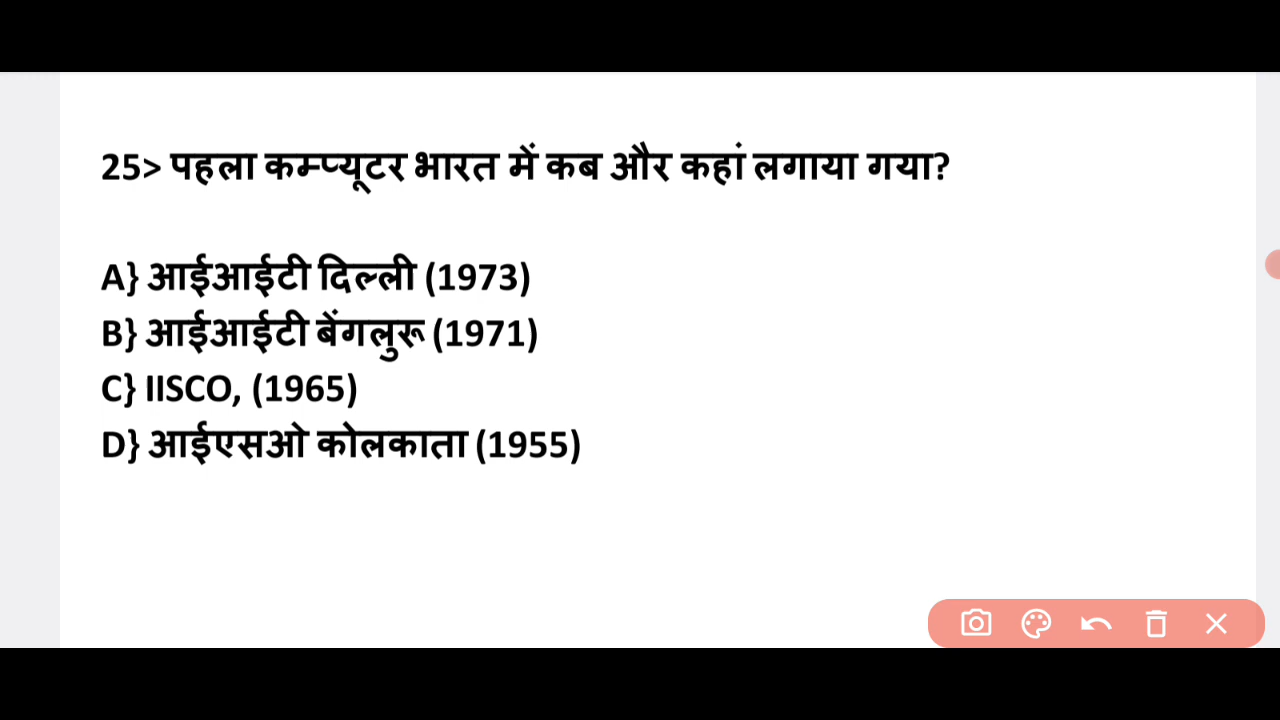 25> पहला कम्प्यूटर भारत में कब और कहां लगाया गया?
A} आईआईटी दिल्ली (1973)
B} आईआईटी बेंगलुरू (1971)
C} IISCO, (1965)
D} आईएसओ कोलकाता (1955)